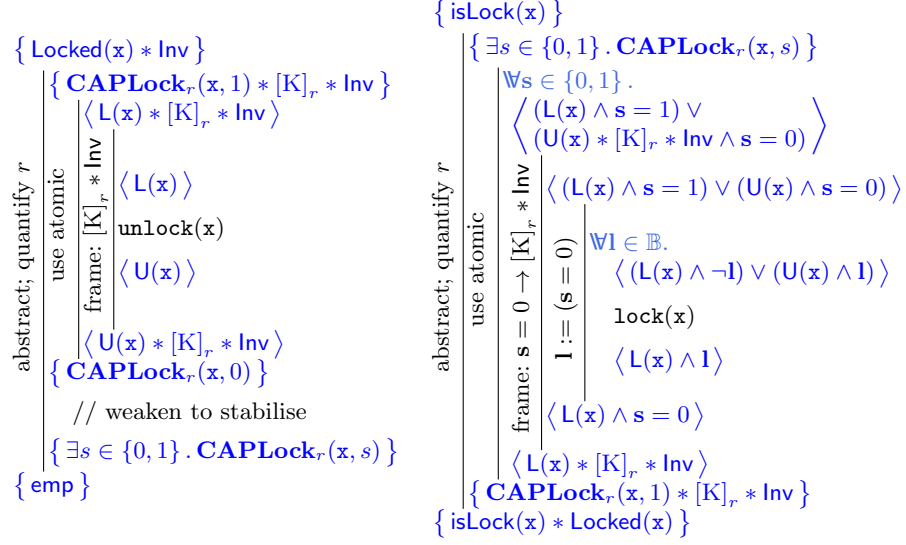 { Locked(x) ∗ Inv }
abstract; quantify r
{ CAPLock_r(x, 1) ∗ [K]_r ∗ Inv }
use atomic
⟨ L(x) ∗ [K]_r ∗ Inv ⟩
frame: [K]_r ∗ Inv
⟨ L(x) ⟩
unlock(x)
⟨ U(x) ⟩
⟨ U(x) ∗ [K]_r ∗ Inv ⟩
{ CAPLock_r(x, 0) }
// weaken to stabilise
{ ∃s ∈ {0, 1} . CAPLock_r(x, s) }
{ emp }
{ isLock(x) }
abstract; quantify r
{ ∃s ∈ {0, 1} . CAPLock_r(x, s) }
use atomic
∀s ∈ {0, 1} .
⟨ (L(x) ∧ s = 1) ∨
(U(x) ∗ [K]_r ∗ Inv ∧ s = 0) ⟩
frame: s = 0 → [K]_r ∗ Inv
⟨ (L(x) ∧ s = 1) ∨ (U(x) ∧ s = 0) ⟩
l := (s = 0)
∀l ∈ 𝔹.
⟨ (L(x) ∧ ¬l) ∨ (U(x) ∧ l) ⟩
lock(x)
⟨ L(x) ∧ l ⟩
⟨ L(x) ∧ s = 0 ⟩
⟨ L(x) ∗ [K]_r ∗ Inv ⟩
{ CAPLock_r(x, 1) ∗ [K]_r ∗ Inv }
{ isLock(x) ∗ Locked(x) }